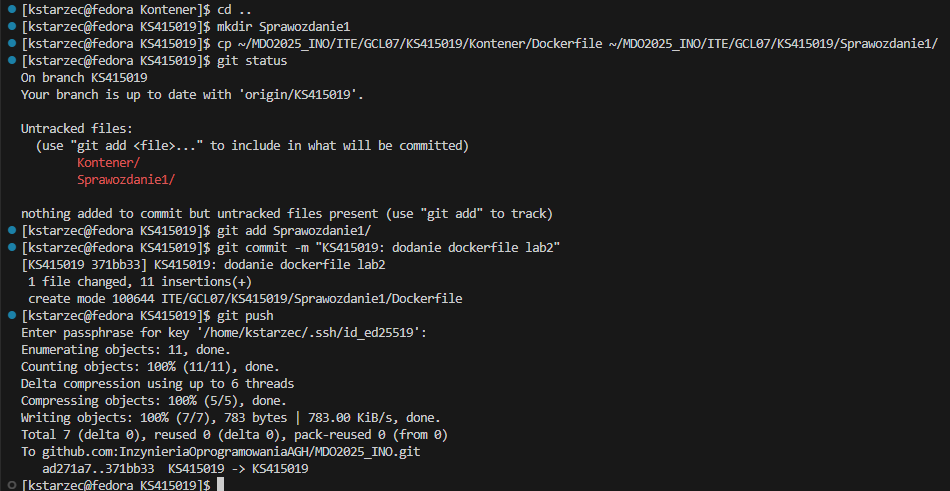 [kstarzec@fedora Kontener]$ cd ..
[kstarzec@fedora KS415019]$ mkdir Sprawozdanie1
[kstarzec@fedora KS415019]$ cp ~/MDO2025_INO/ITE/GCL07/KS415019/Kontener/Dockerfile ~/MDO2025_INO/ITE/GCL07/KS415019/Sprawozdanie1/
[kstarzec@fedora KS415019]$ git status
On branch KS415019
Your branch is up to date with 'origin/KS415019'.
Untracked files:
  (use "git add <file>..." to include in what will be committed)
        Kontener/
        Sprawozdanie1/
nothing added to commit but untracked files present (use "git add" to track)
[kstarzec@fedora KS415019]$ git add Sprawozdanie1/
[kstarzec@fedora KS415019]$ git commit -m "KS415019: dodanie dockerfile lab2"
[KS415019 371bb33] KS415019: dodanie dockerfile lab2
 1 file changed, 11 insertions(+)
 create mode 100644 ITE/GCL07/KS415019/Sprawozdanie1/Dockerfile
[kstarzec@fedora KS415019]$ git push
Enter passphrase for key '/home/kstarzec/.ssh/id_ed25519':
Enumerating objects: 11, done.
Counting objects: 100% (11/11), done.
Delta compression using up to 6 threads
Compressing objects: 100% (5/5), done.
Writing objects: 100% (7/7), 783 bytes | 783.00 KiB/s, done.
Total 7 (delta 0), reused 0 (delta 0), pack-reused 0 (from 0)
To github.com:InzynieriaOprogramowaniaAGH/MDO2025_INO.git
   ad271a7..371bb33  KS415019 -> KS415019
[kstarzec@fedora KS415019]$